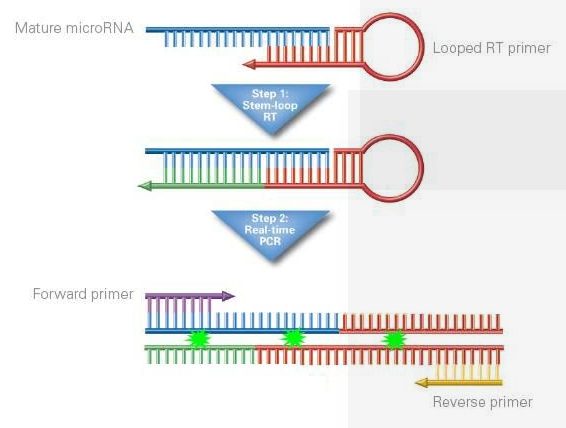 Mature microRNA
Looped RT primer
Step 1:
Stem-loop
RT
Step 2:
Real-time
PCR
Forward primer
Reverse primer